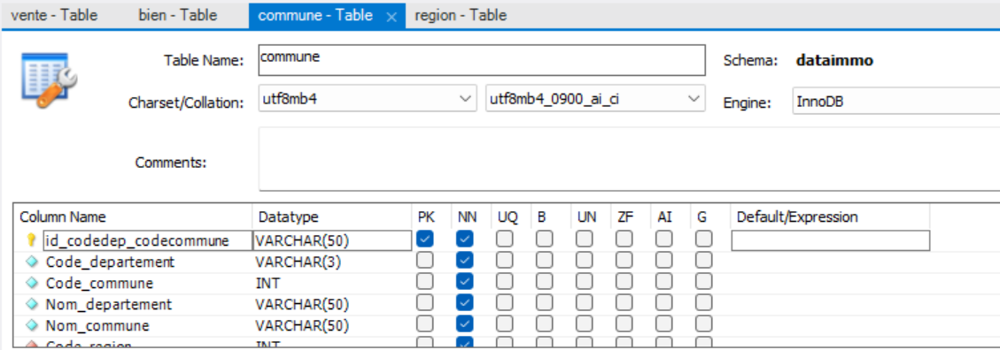 vente - Table bien - Table commune - Table × region - Table
Table Name: commune Schema: dataimmo
Charset/Collation: utf8mb4 utf8mb4_0900_ai_ci Engine: InnoDB
Comments:
Column Name Datatype PK NN UQ B UN ZF AI G Default/Expression
id_codedep_codecommune VARCHAR(50)
Code_departement VARCHAR(3)
Code_commune INT
Nom_departement VARCHAR(50)
Nom_commune VARCHAR(50)
Code_region INT